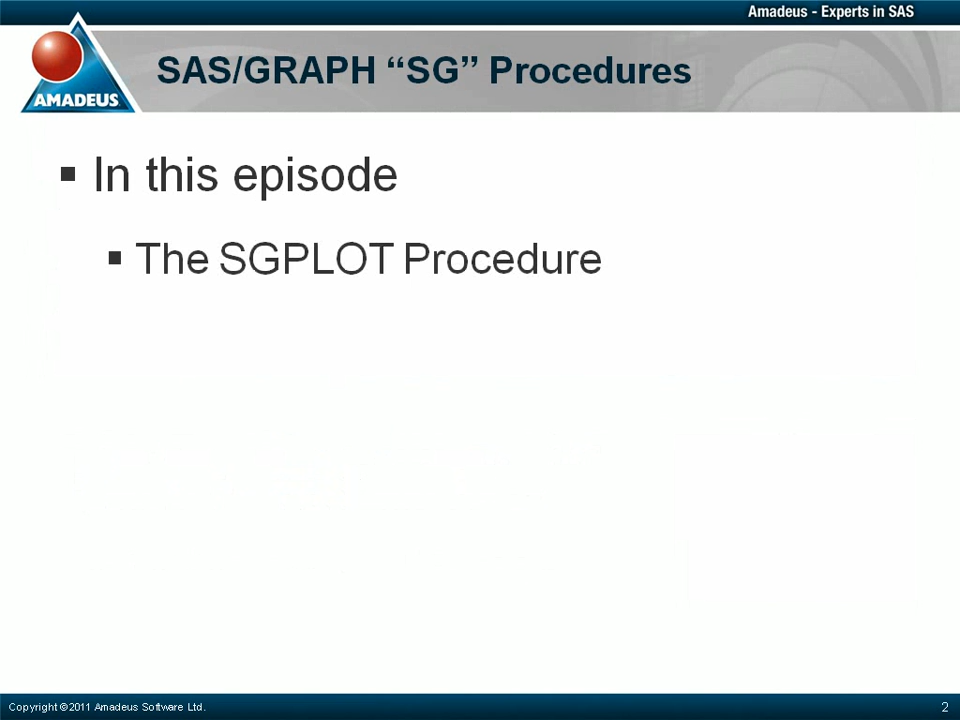 Amadeus - Experts in SAS
AMADEUS
SAS/GRAPH “SG” Procedures
▪ In this episode
▪ The SGPLOT Procedure
Copyright ©2011 Amadeus Software Ltd.
2